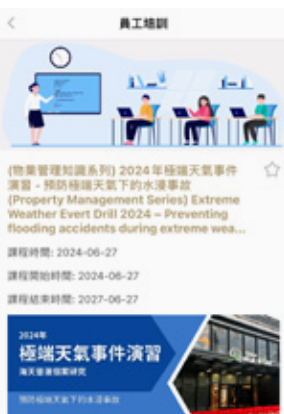 員工培訓
(物業管理知識系列) 2024年極端天氣事件
演習 - 預防極端天氣下的水浸事故
(Property Management Series) Extreme
Weather Evert Drill 2024 – Preventing
flooding accidents during extreme wea...
課程時間: 2024-06-27
課程開始時間: 2024-06-27
課程結束時間: 2027-06-27
2024年
極端天氣事件演習
預防極端天氣下的水浸事故